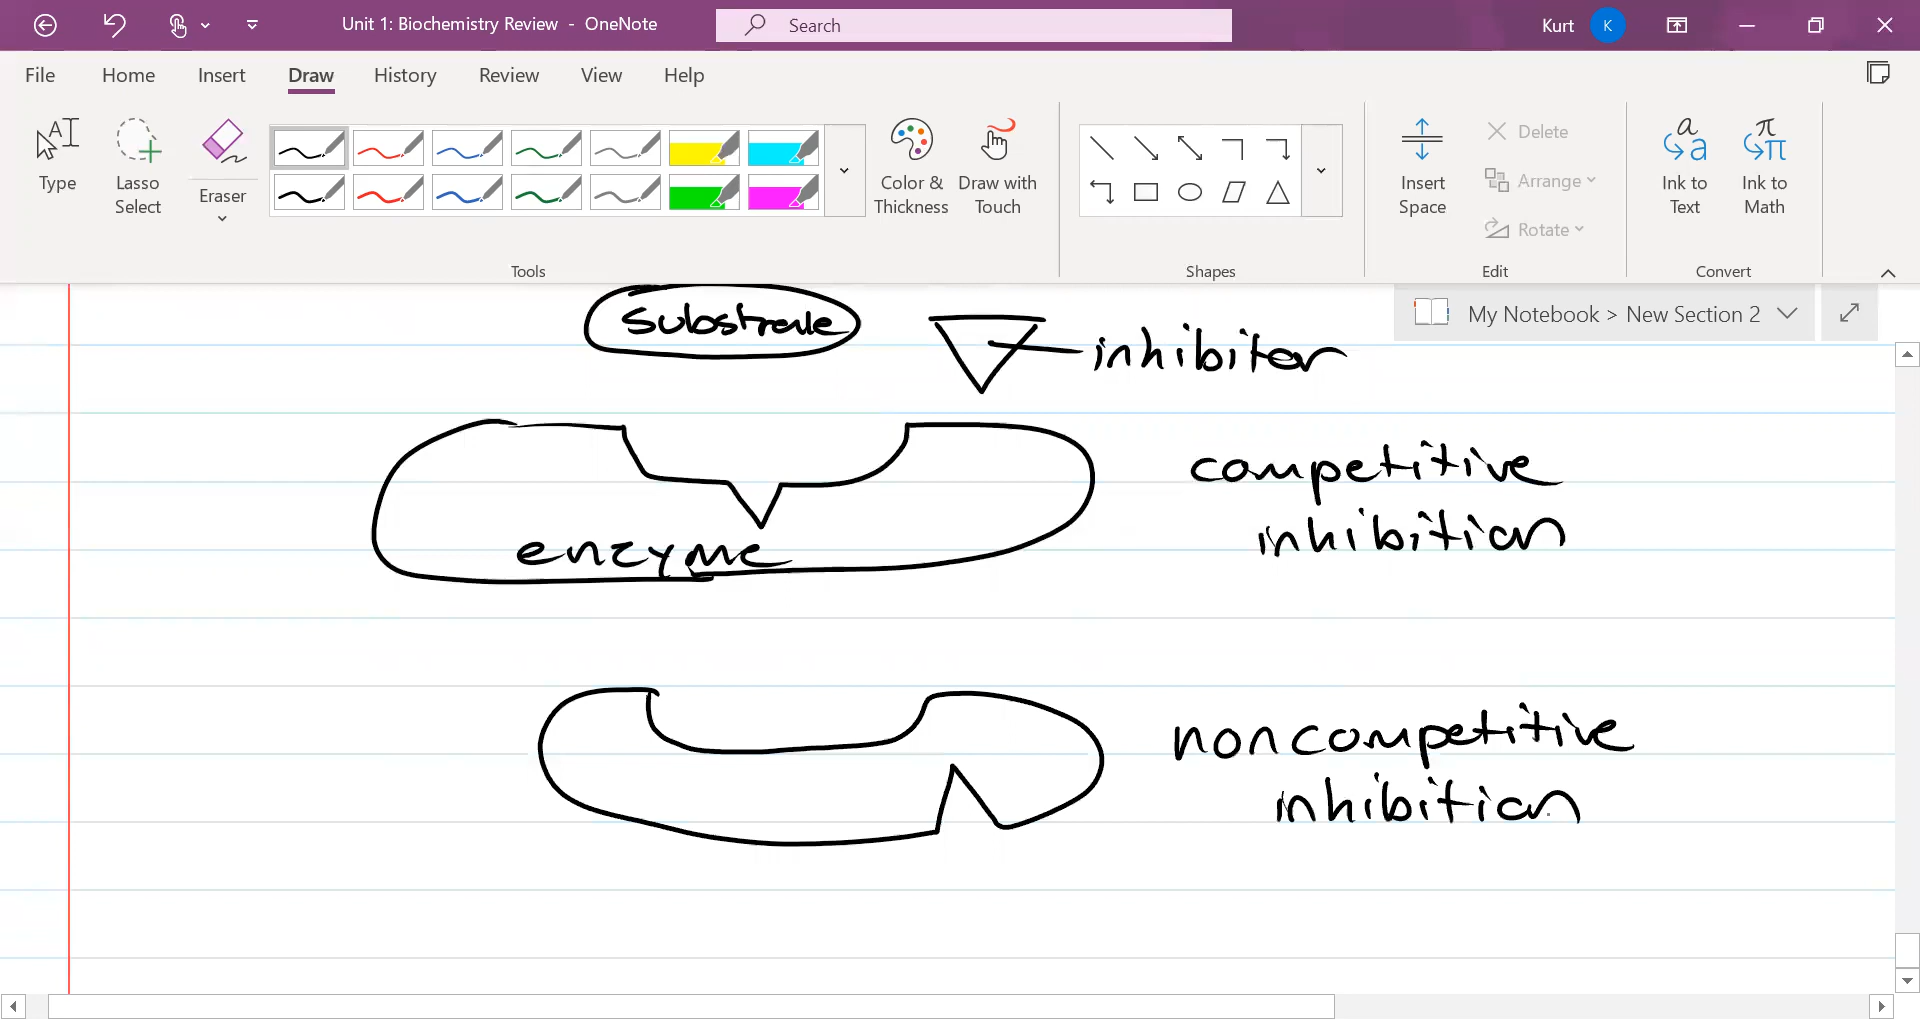 Unit 1: Biochemistry Review - OneNote
Search
Kurt
K
File Home Insert Draw History Review View Help
Type
Lasso Select
Eraser
Color & Thickness
Draw with Touch
Insert Space
Delete
Arrange
Rotate
Ink to Text
Ink to Math
Tools
Shapes
Edit
Convert
My Notebook > New Section 2
substrate
inhibitor
competitive
inhibition
enzyme
noncompetitive
inhibition